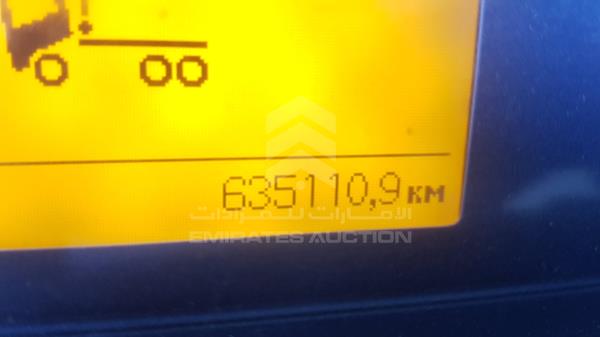 635110,9 км
الإمارات للمزادات
EMIRATES AUCTION